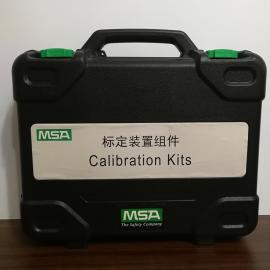 MSA
标定装置组件
Calibration Kits
MSA
The Safety Company